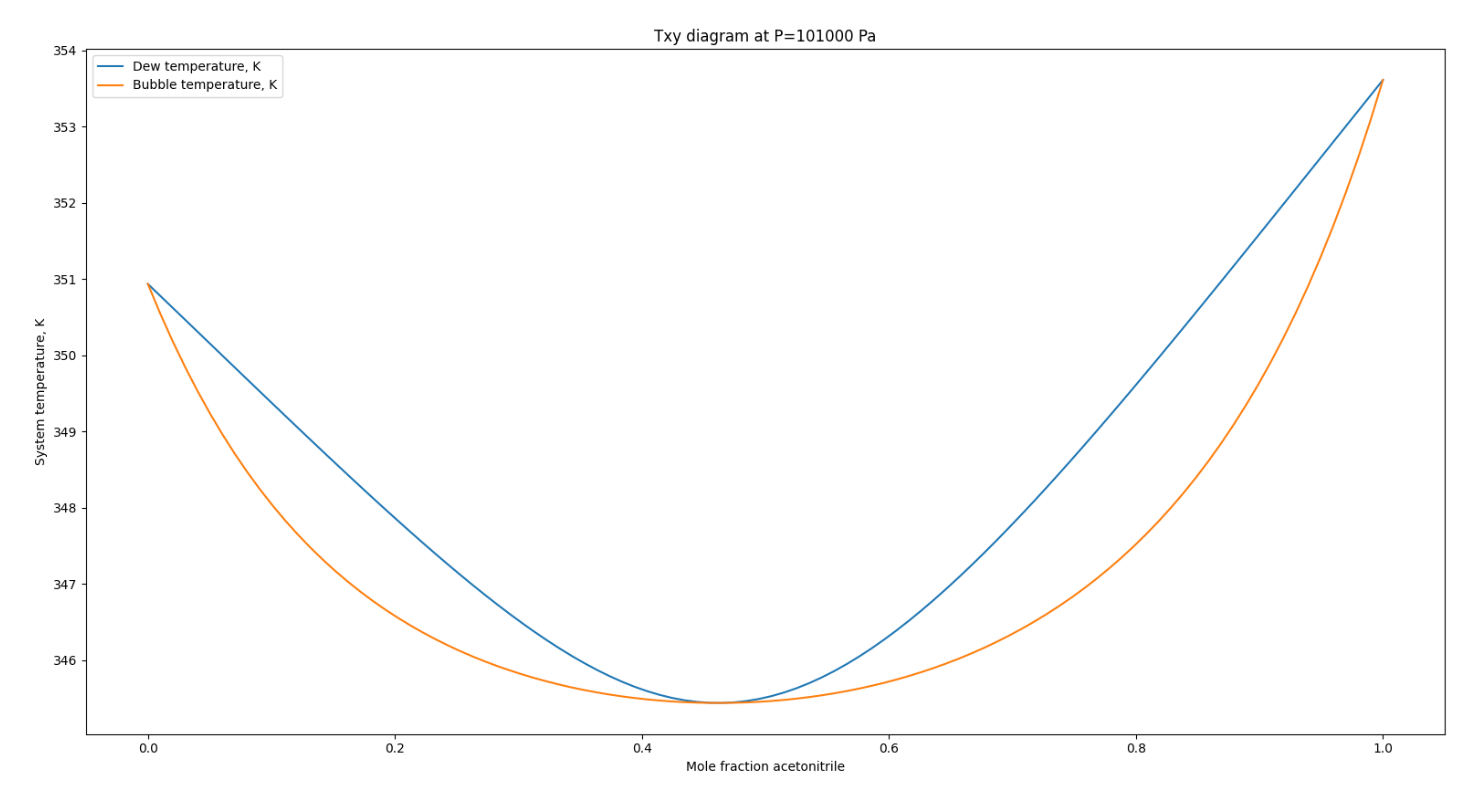 Txy diagram at P=101000 Pa
Dew temperature, K
Bubble temperature, K
354
353
352
351
350
349
348
347
346
System temperature, K
0.0 0.2 0.4 0.6 0.8 1.0
Mole fraction acetonitrile